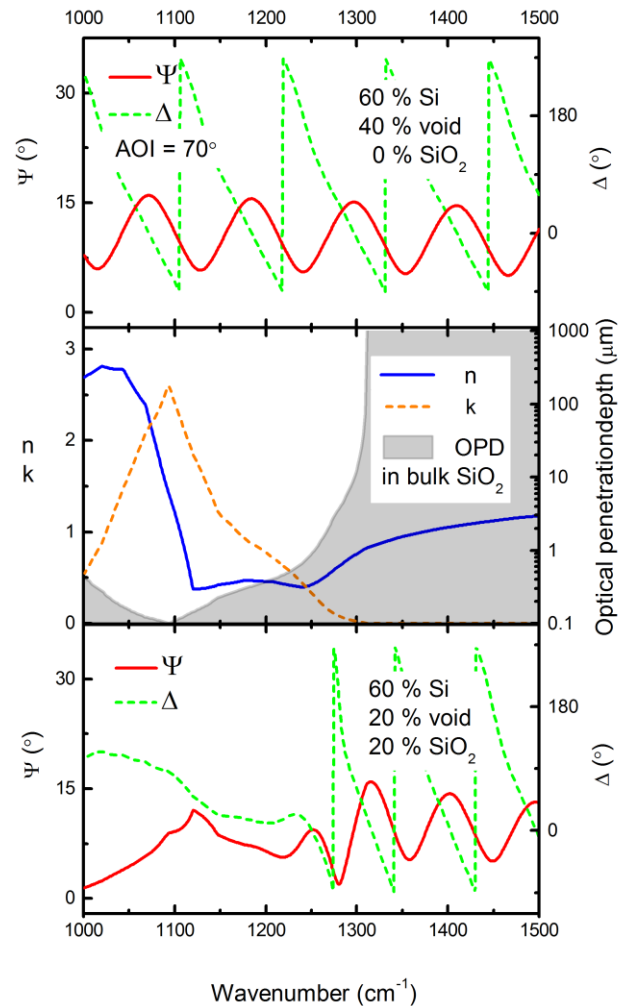 1000 1100 1200 1300 1400 1500
Ψ
Δ
AOI = 70°
60 % Si
40 % void
0 % SiO₂
30
15
0
Ψ (°)
180
0
Δ (°)
3
2
1
0
n
k
n
k
OPD
in bulk SiO₂
1000
100
10
1
0.1
Optical penetrationdepth (μm)
Ψ
Δ
60 % Si
20 % void
20 % SiO₂
30
15
0
Ψ (°)
180
0
Δ (°)
1000 1100 1200 1300 1400 1500
Wavenumber (cm⁻¹)